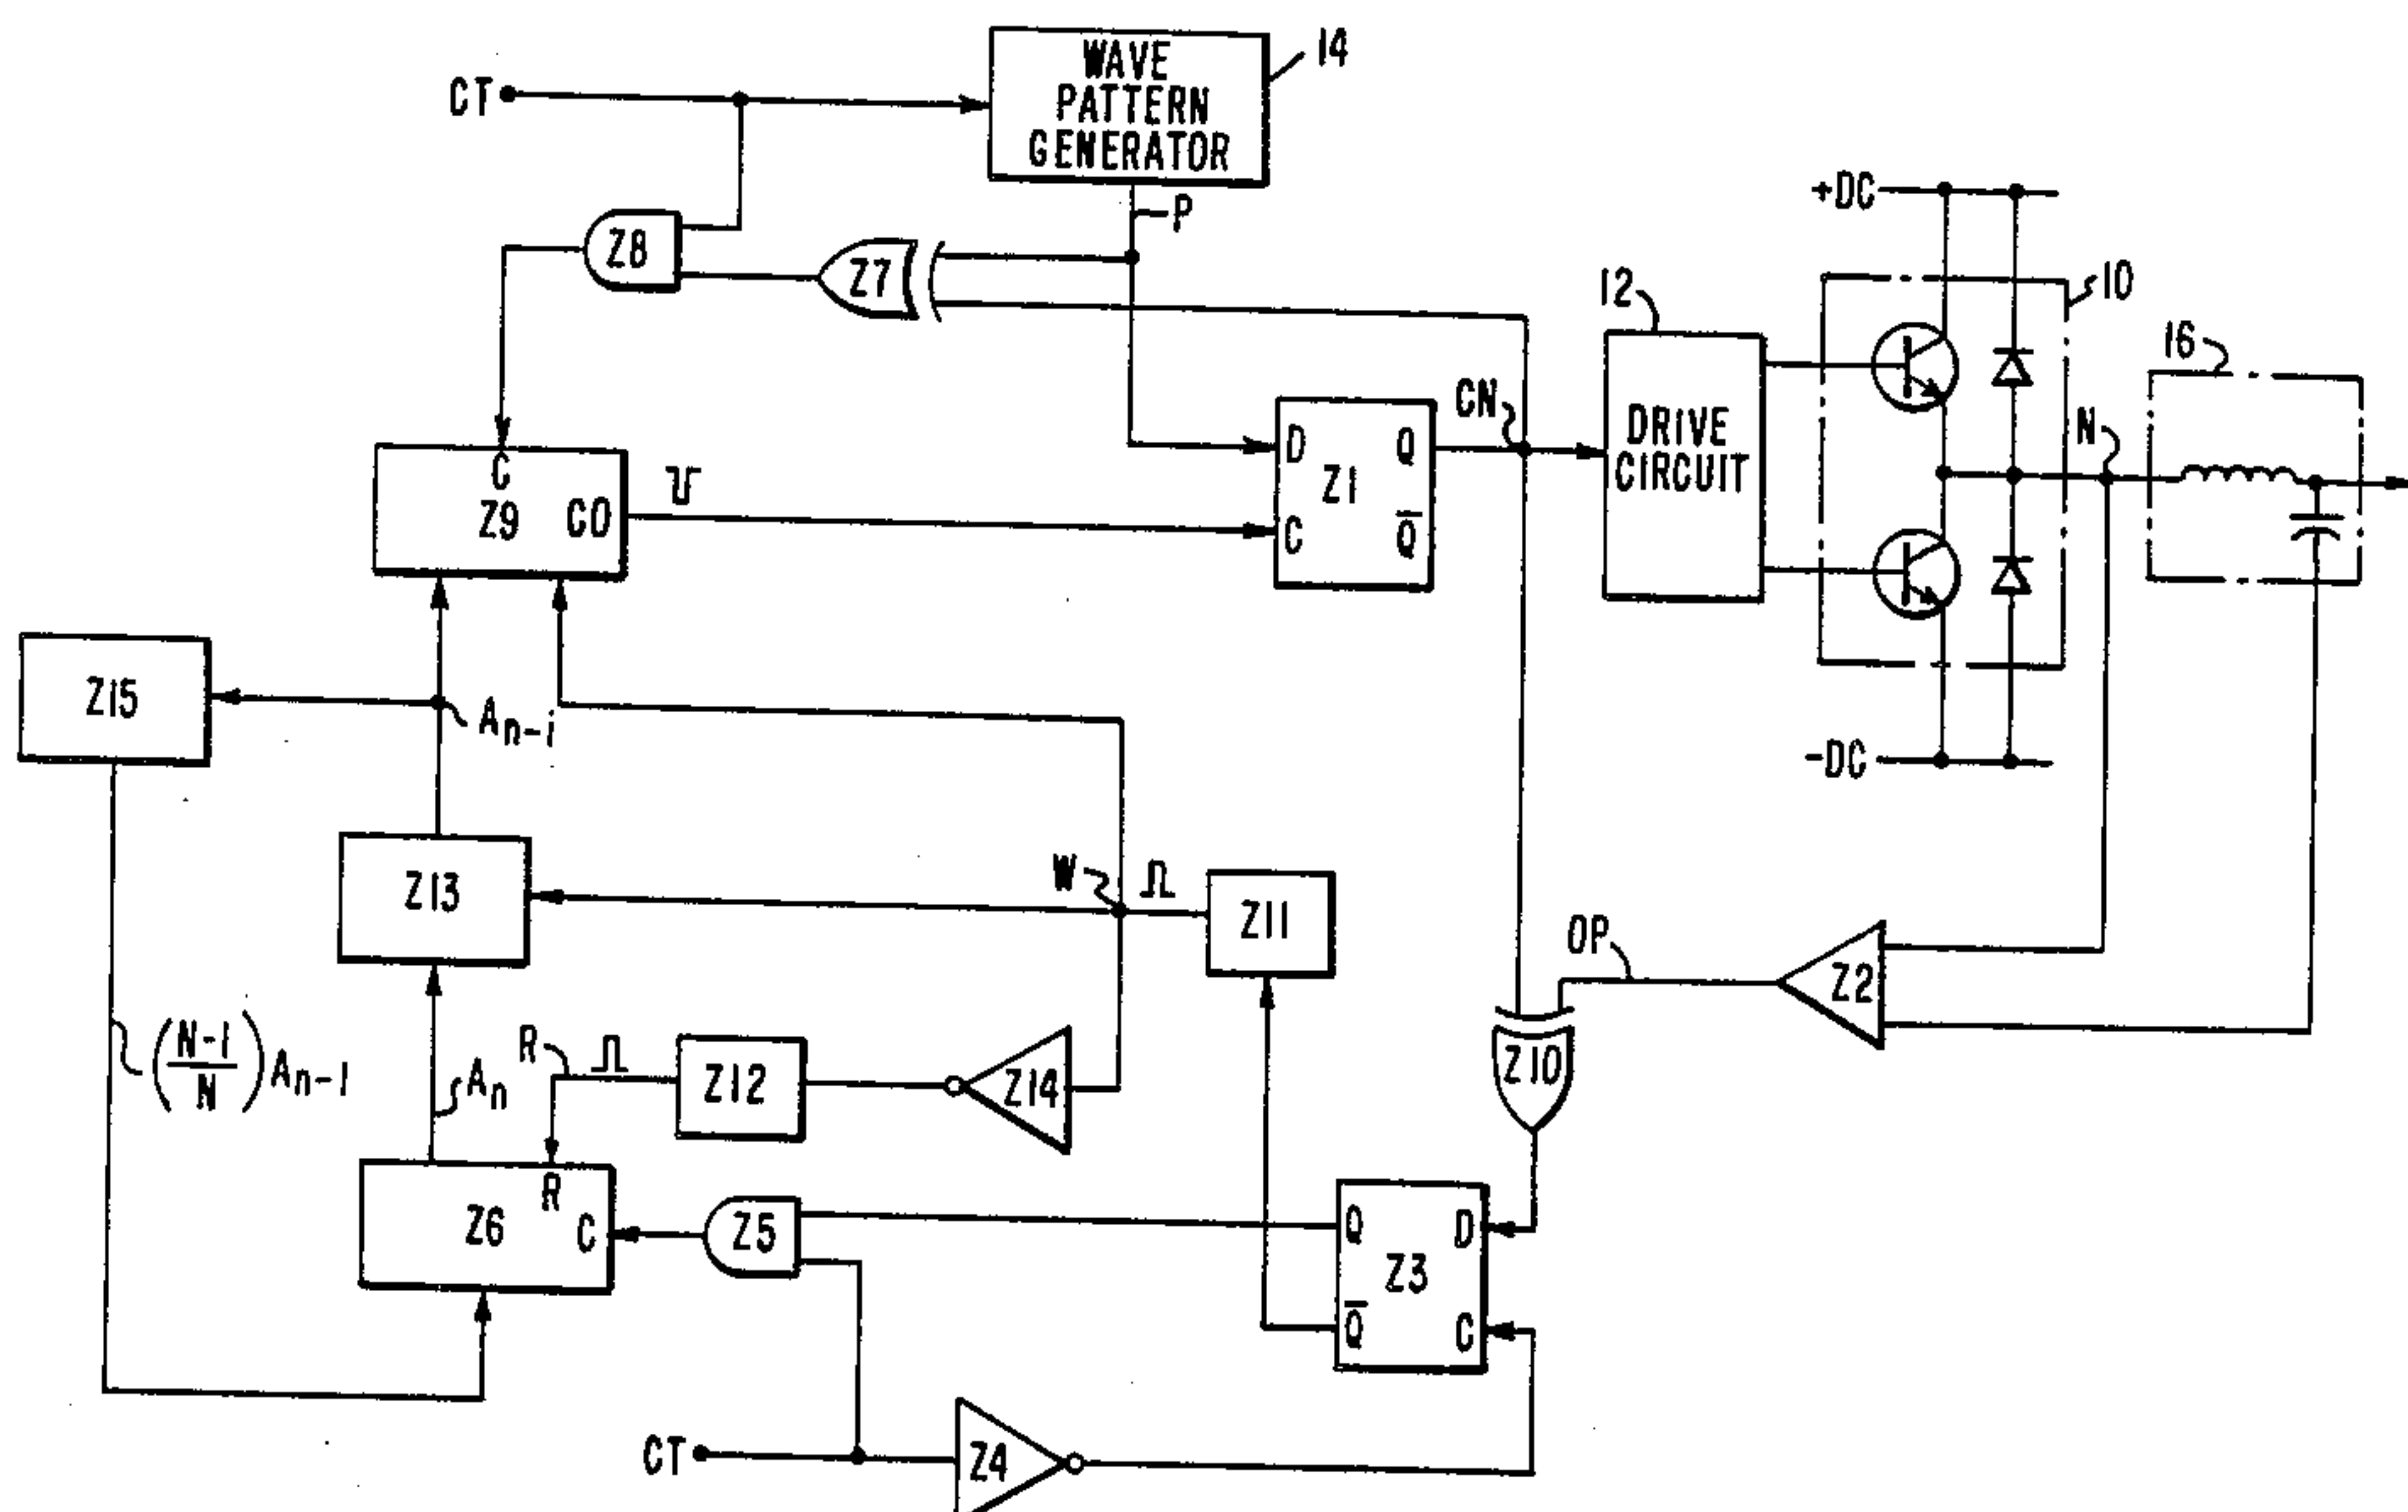 WAVE
PATTERN
GENERATOR
14
CT
P
Z8
Z7
+DC
10
12
16
CN
N
DRIVE
CIRCUIT
D
Q
Z1
C
Q̅
C
Z9
CO
Z15
An-1
-DC
Z13
W
Z11
OP
Z2
(N-1/N)An-1
An
R
Z12
Z14
Z10
R
Z6
C
Z5
Q
D
Z3
Q̅
C
CT
Z4